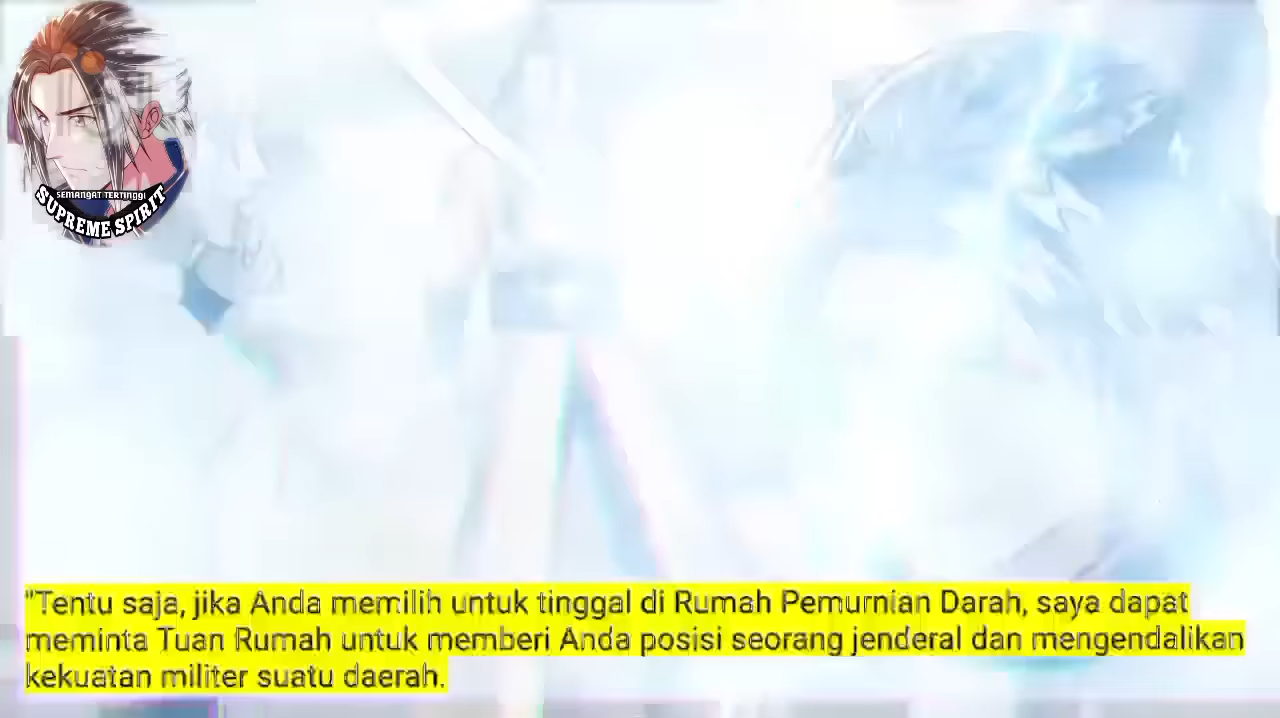 SEMANGAT TERTINGGI
SUPREME SPIRIT
"Tentu saja, jika Anda memilih untuk tinggal di Rumah Pemurnian Darah, saya dapat
meminta Tuan Rumah untuk memberi Anda posisi seorang jenderal dan mengendalikan
kekuatan militer suatu daerah.